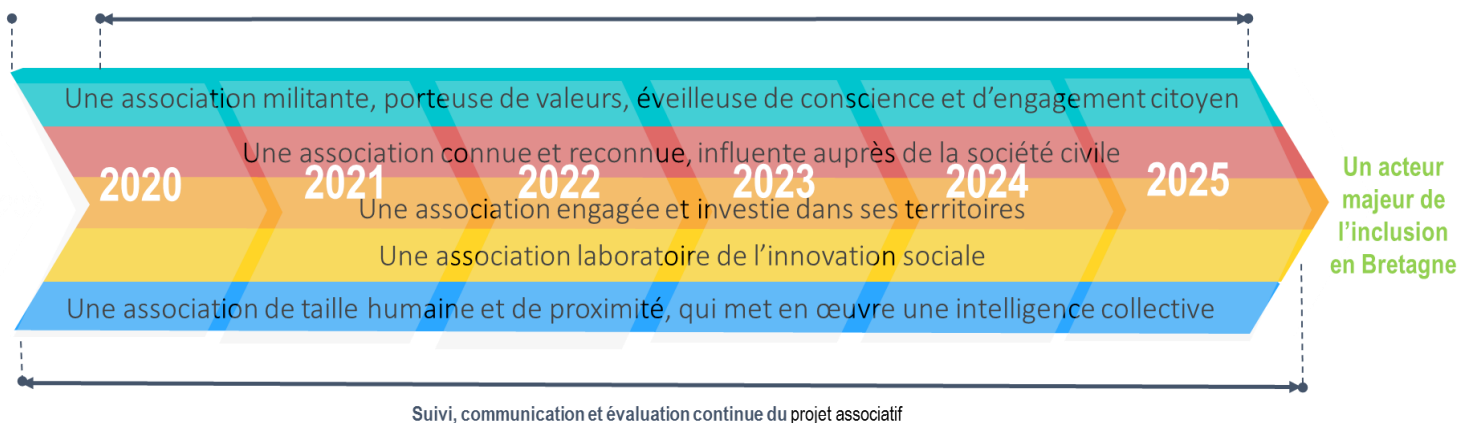 Une association militante, porteuse de valeurs, éveilleuse de conscience et d’engagement citoyen
Une association connue et reconnue, influente auprès de la société civile
2020 2021 2022 2023 2024 2025
Une association engagée et investie dans ses territoires
Une association laboratoire de l’innovation sociale
Une association de taille humaine et de proximité, qui met en œuvre une intelligence collective
Un acteur
majeur de
l’inclusion
en Bretagne
Suivi, communication et évaluation continue du projet associatif